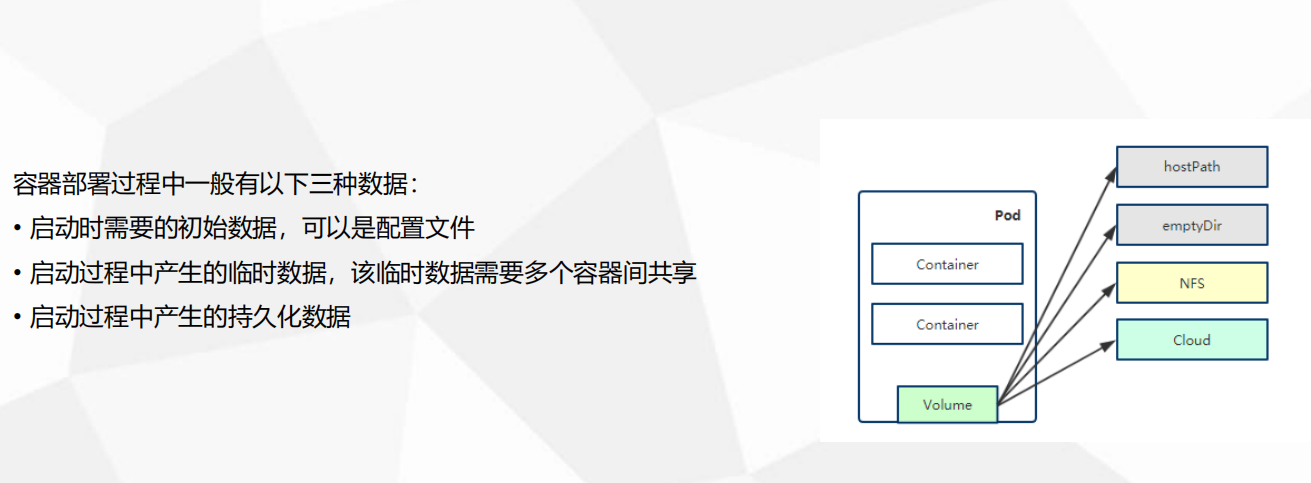 容器部署过程中一般有以下三种数据：
• 启动时需要的初始数据，可以是配置文件
• 启动过程中产生的临时数据，该临时数据需要多个容器间共享
• 启动过程中产生的持久化数据
Pod
Container
Container
Volume
hostPath
emptyDir
NFS
Cloud